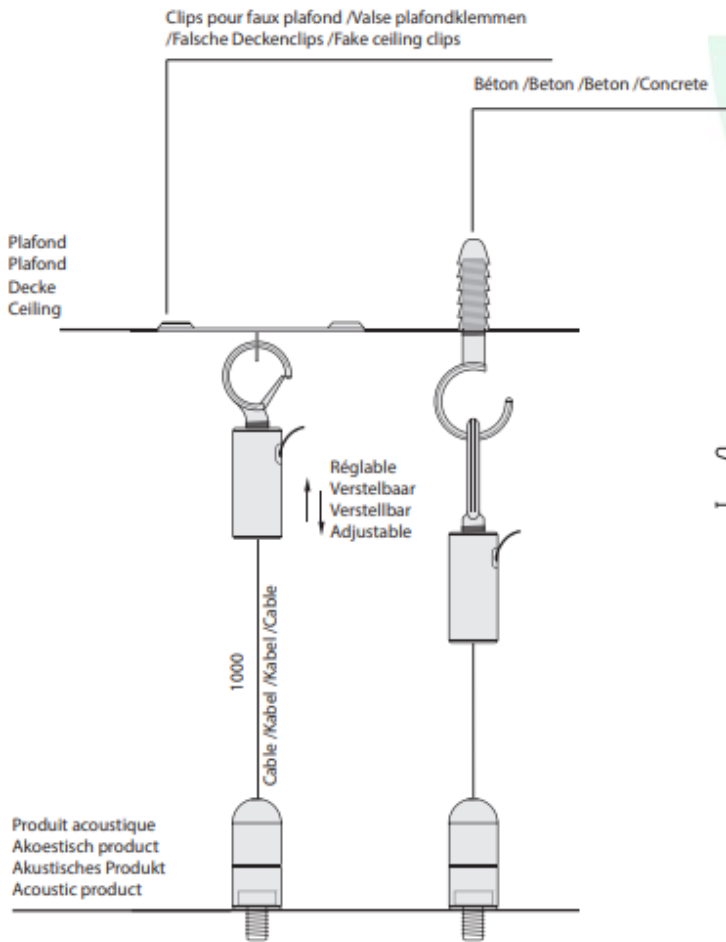 Clips pour faux plafond /Valse plafondklemmen
/Falsche Deckenclips /Fake ceiling clips
Béton /Beton /Beton /Concrete
Plafond
Plafond
Decke
Ceiling
Réglable
Verstelbaar
Verstellbar
Adjustable
1000
Cable /Kabel /Kabel /Cable
Produit acoustique
Akoestisch product
Akustisches Produkt
Acoustic product